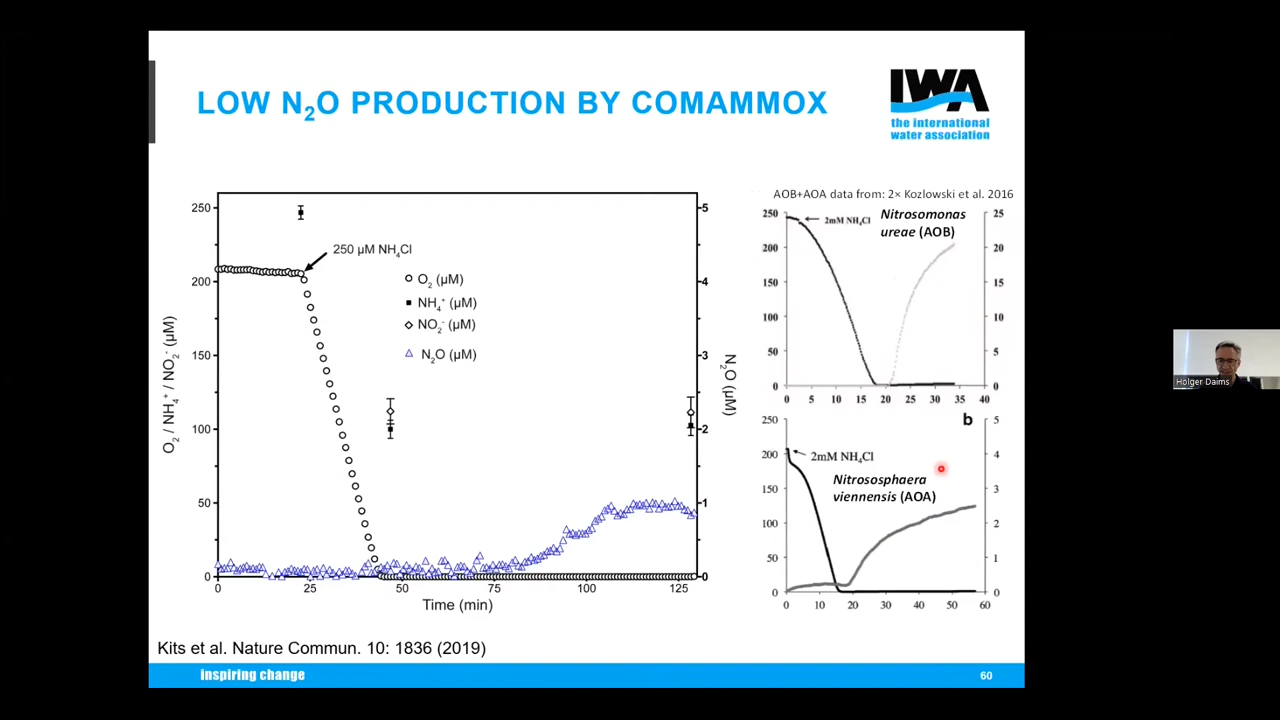 LOW N₂O PRODUCTION BY COMAMMOX
IWA
the international
water association
250
200
150
100
50
0
O₂ / NH₄⁺ / NO₂⁻ (µM)
250 µM NH₄Cl
O₂ (µM)
NH₄⁺ (µM)
NO₂⁻ (µM)
N₂O (µM)
5
4
3
2
1
0
N₂O (µM)
0
25
50
75
100
125
Time (min)
AOB+AOA data from: 2× Kozlowski et al. 2016
250
200
150
100
50
0
2mM NH₄Cl
Nitrosomonas
ureae (AOB)
25
20
15
10
5
0
0
5
10
15
20
25
30
35
40
b
250
200
150
100
50
0
2mM NH₄Cl
Nitrososphaera
viennensis (AOA)
5
4
3
2
1
0
0
10
20
30
40
50
60
Holger Daims
Kits et al. Nature Commun. 10: 1836 (2019)
inspiring change
60